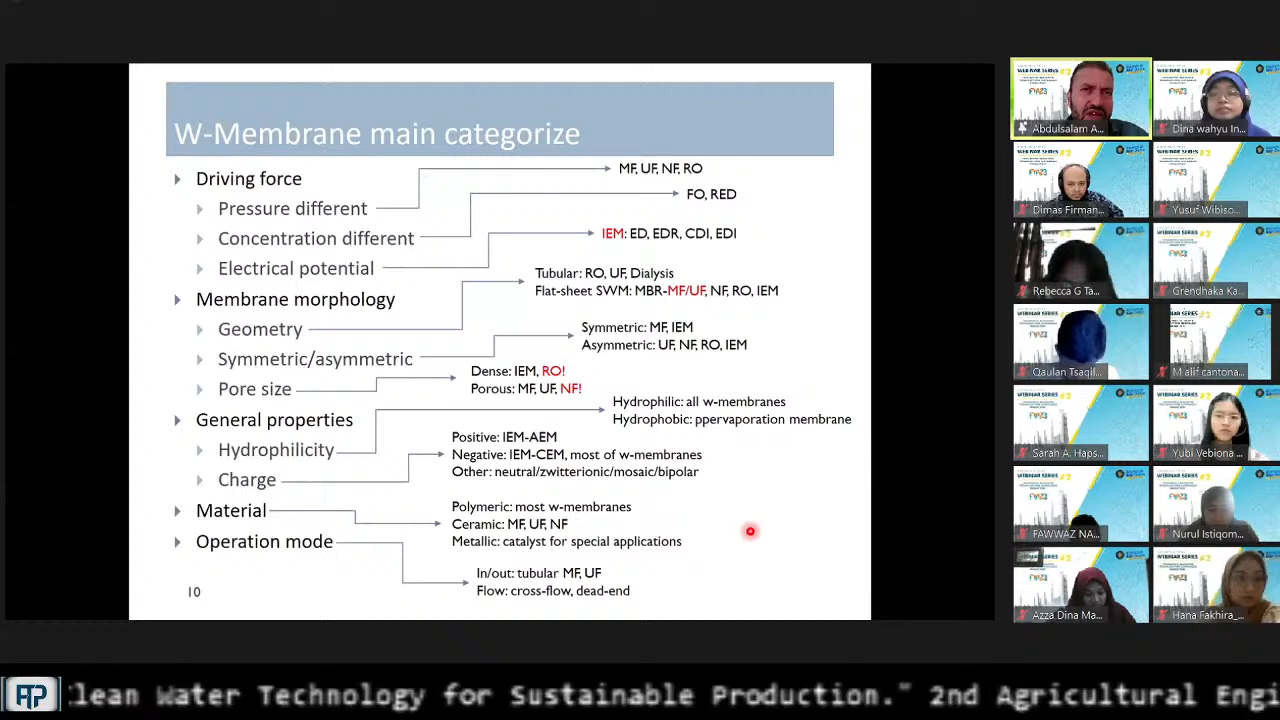 W-Membrane main categorize
Driving force
MF, UF, NF, RO
Pressure different
FO, RED
Concentration different
IEM: ED, EDR, CDI, EDI
Electrical potential
Tubular: RO, UF, Dialysis
Flat-sheet SWM: MBR-MF/UF, NF, RO, IEM
Membrane morphology
Geometry
Symmetric: MF, IEM
Asymmetric: UF, NF, RO, IEM
Symmetric/asymmetric
Dense: IEM, RO!
Porous: MF, UF, NF!
Pore size
Hydrophilic: all w-membranes
Hydrophobic: ppervaporation membrane
General properties
Hydrophilicity
Positive: IEM-AEM
Negative: IEM-CEM, most of w-membranes
Other: neutral/zwitterionic/mosaic/bipolar
Charge
Material
Polymeric: most w-membranes
Ceramic: MF, UF, NF
Metallic: catalyst for special applications
Operation mode
In/out: tubular MF, UF
Flow: cross-flow, dead-end
10
WEBINAR SERIES #2
Abdulsalam A...
Dina wahyu In...
Dimas Firman...
Yusuf Wibiso...
Rebecca G Ta...
Grendhaka Ka...
Qaulan Tsaqil...
M alif cantona...
Sarah A. Haps...
Yubi Vebiona ...
FAWWAZ NA...
Nurul Istiqom...
Azza Dina Ma...
Hana Fakhira_...
lean Water Technology for Sustainable Production." 2nd Agricultural Engi